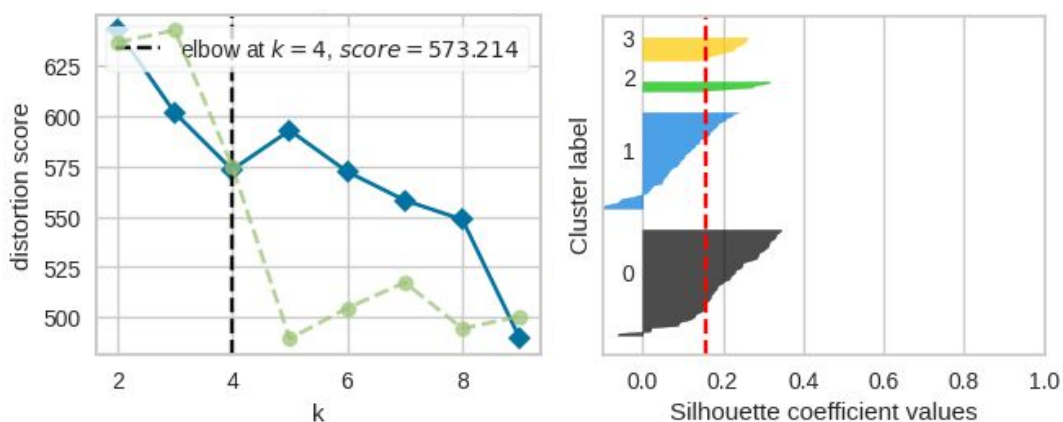 elbow at k = 4, score = 573.214
625
600
575
550
525
500
distortion score
2 4 6 8
k
3
2
1
0
Cluster label
0.0 0.2 0.4 0.6 0.8 1.0
Silhouette coefficient values